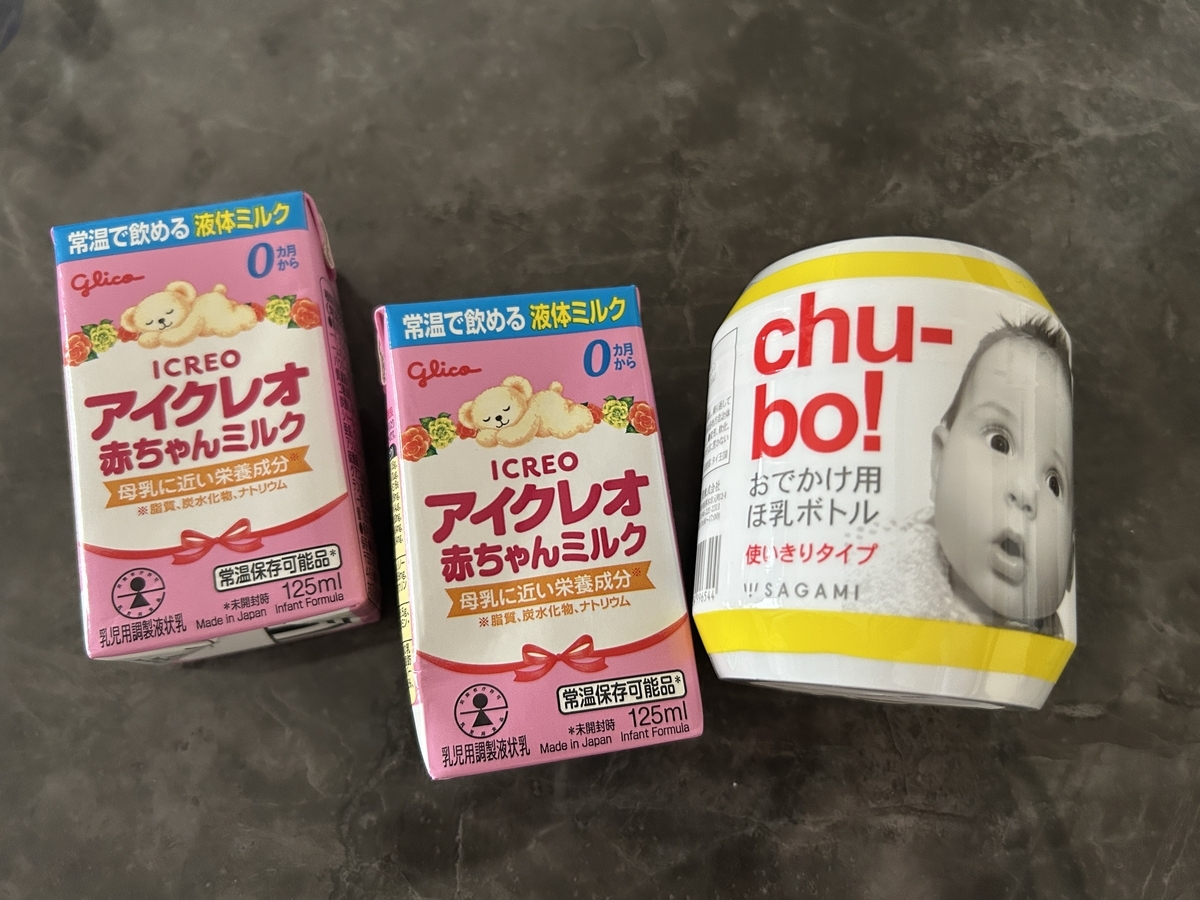 常温で飲める 液体ミルク
Glico
0カ月から
ICREO
アイクレオ
赤ちゃんミルク
母乳に近い栄養成分※
※脂質、炭水化物、ナトリウム
常温保存可能品*
*未開封時
125ml
乳児用調製液状乳
Made in Japan Infant Formula
常温で飲める 液体ミルク
Glico
0カ月から
ICREO
アイクレオ
赤ちゃんミルク
母乳に近い栄養成分※
※脂質、炭水化物、ナトリウム
常温保存可能品*
*未開封時
125ml
乳児用調製液状乳
Made in Japan Infant Formula
chu-
bo!
おでかけ用
ほ乳ボトル
使いきりタイプ
SAGAMI